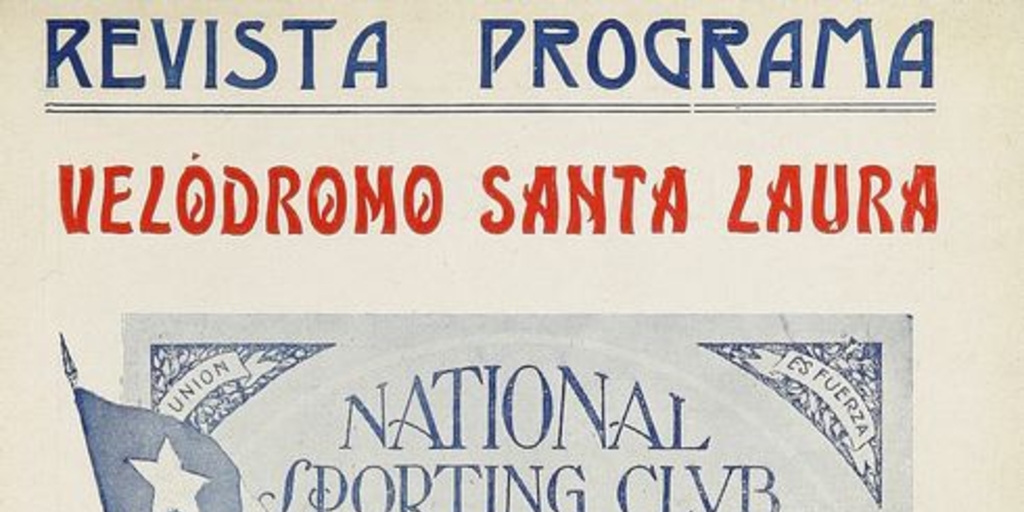 REVISTA PROGRAMA
VELÓDROMO SANTA LAURA
UNION
ES FUERZA
NATIONAL
SPORTING CLVB